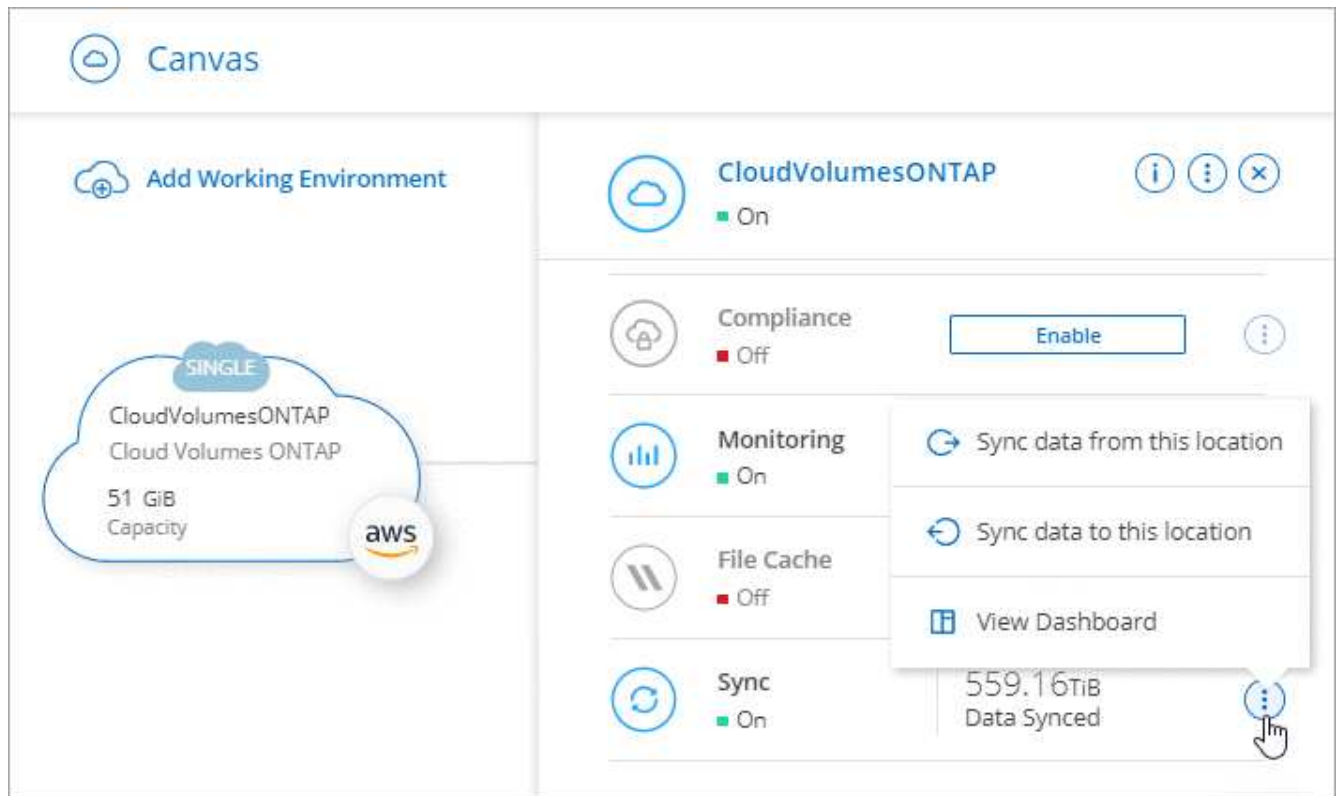 Canvas
Add Working Environment
SINGLE
CloudVolumesONTAP
Cloud Volumes ONTAP
51 GiB
Capacity
aws
CloudVolumesONTAP
On
Compliance
Off
Enable
Monitoring
On
File Cache
Off
Sync data from this location
Sync data to this location
View Dashboard
Sync
On
559.16TiB
Data Synced